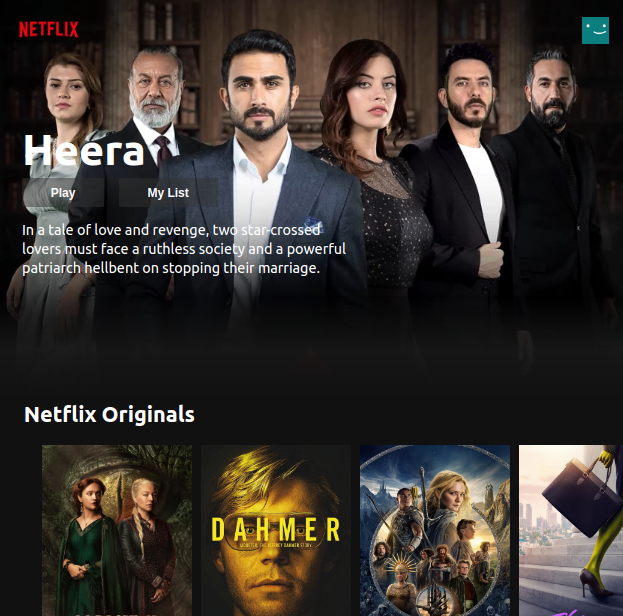 NETFLIX
Heera
Play
My List
In a tale of love and revenge, two star-crossed
lovers must face a ruthless society and a powerful
patriarch hellbent on stopping their marriage.
Netflix Originals
DAHMER
MONSTER: THE JEFFREY DAHMER STORY